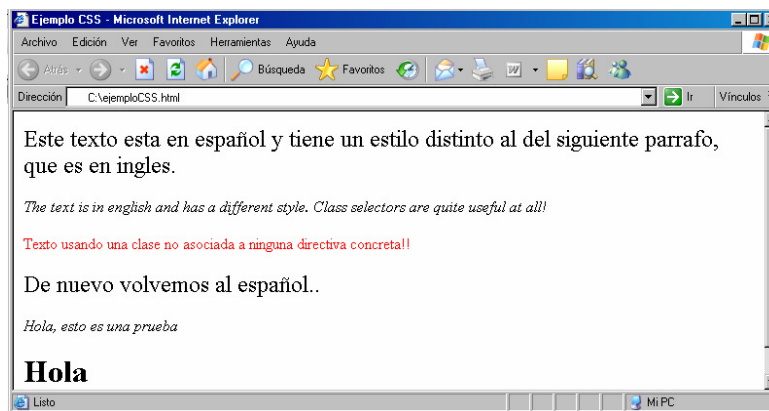 Ejemplo CSS - Microsoft Internet Explorer
Archivo Edición Ver Favoritos Herramientas Ayuda
Atrás Búsqueda Favoritos
Dirección C:\ejemploCSS.html Ir Vínculos
Este texto esta en español y tiene un estilo distinto al del siguiente parrafo,
que es en ingles.
The text is in english and has a different style. Class selectors are quite useful at all!
Texto usando una clase no asociada a ninguna directiva concreta!!
De nuevo volvemos al español..
Hola, esto es una prueba
Hola
Listo Mi PC